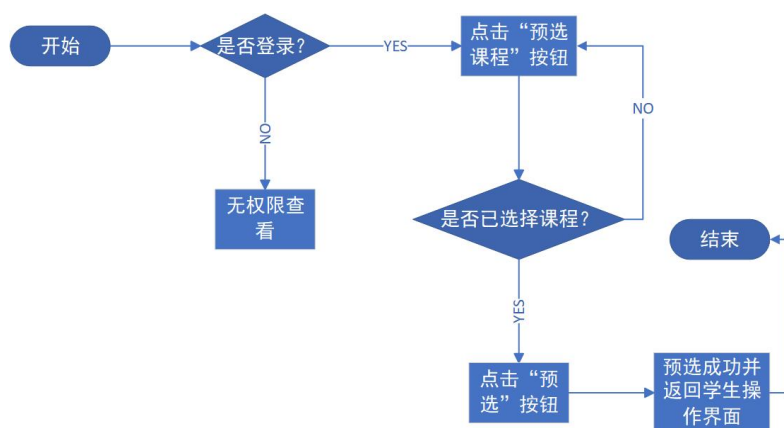 开始
是否登录?
YES
点击“预选
课程”按钮
NO
NO
无权限查
看
是否已选择课程?
结束
YES
点击“预
选”按钮
预选成功并
返回学生操
作界面